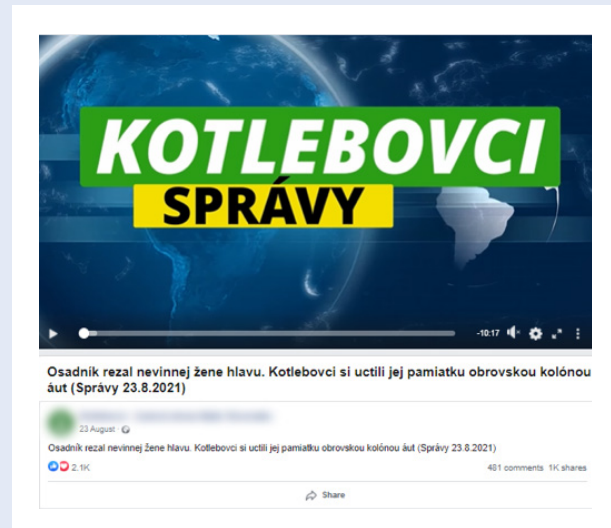 KOTLEBOVCI
SPRÁVY
-10:17
Osadník rezal nevinnej žene hlavu. Kotlebovci si uctili jej pamiatku obrovskou kolónou
áut (Správy 23.8.2021)
23 August ·
Osadník rezal nevinnej žene hlavu. Kotlebovci si uctili jej pamiatku obrovskou kolónou áut (Správy 23.8.2021)
2.1K
481 comments 1K shares
Share